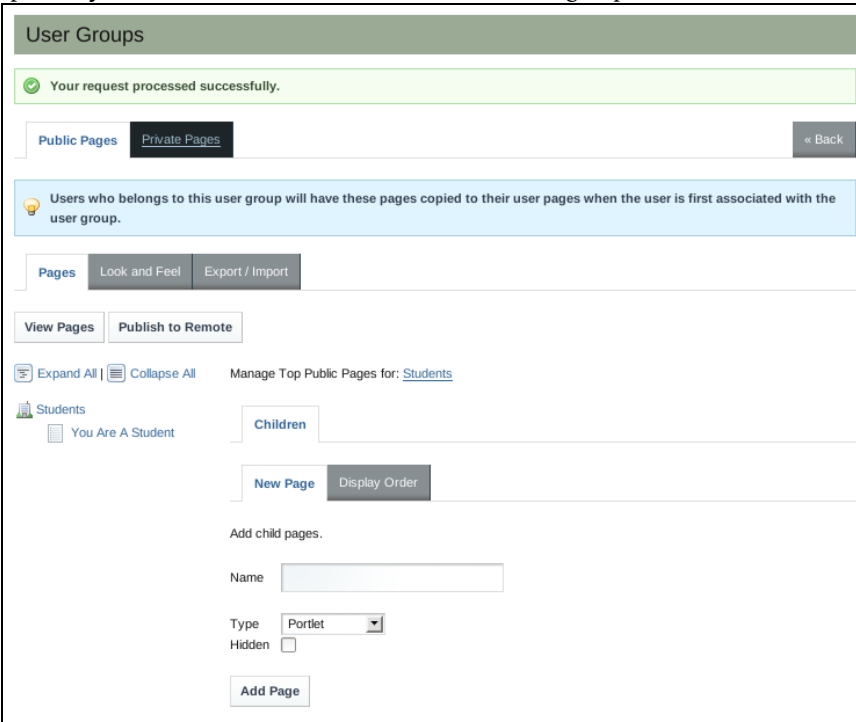 User Groups
Your request processed successfully.
Public Pages Private Pages « Back
Users who belongs to this user group will have these pages copied to their user pages when the user is first associated with the
user group.
Pages Look and Feel Export / Import
View Pages Publish to Remote
Expand All | Collapse All Manage Top Public Pages for: Students
Students
You Are A Student
Children
New Page Display Order
Add child pages.
Name
Type Portlet
Hidden
Add Page